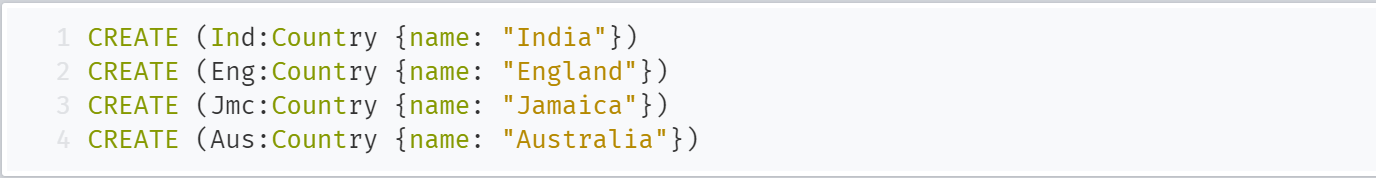 1 CREATE (Ind:Country {name: "India"})
2 CREATE (Eng:Country {name: "England"})
3 CREATE (Jmc:Country {name: "Jamaica"})
4 CREATE (Aus:Country {name: "Australia"})